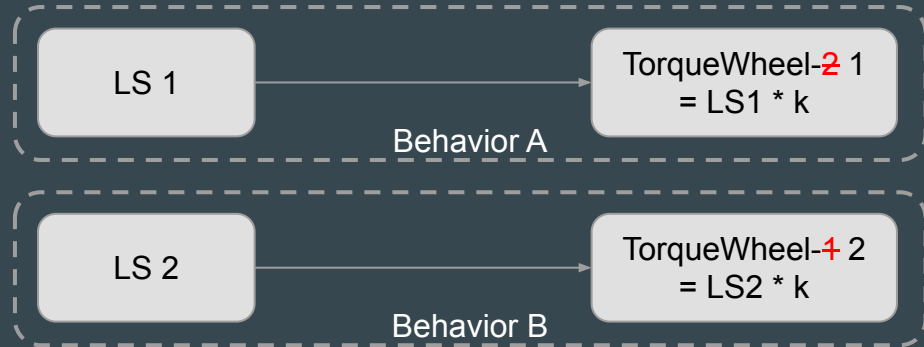 LS 1
TorqueWheel-2 1
= LS1 * k
Behavior A
LS 2
TorqueWheel-1 2
= LS2 * k
Behavior B